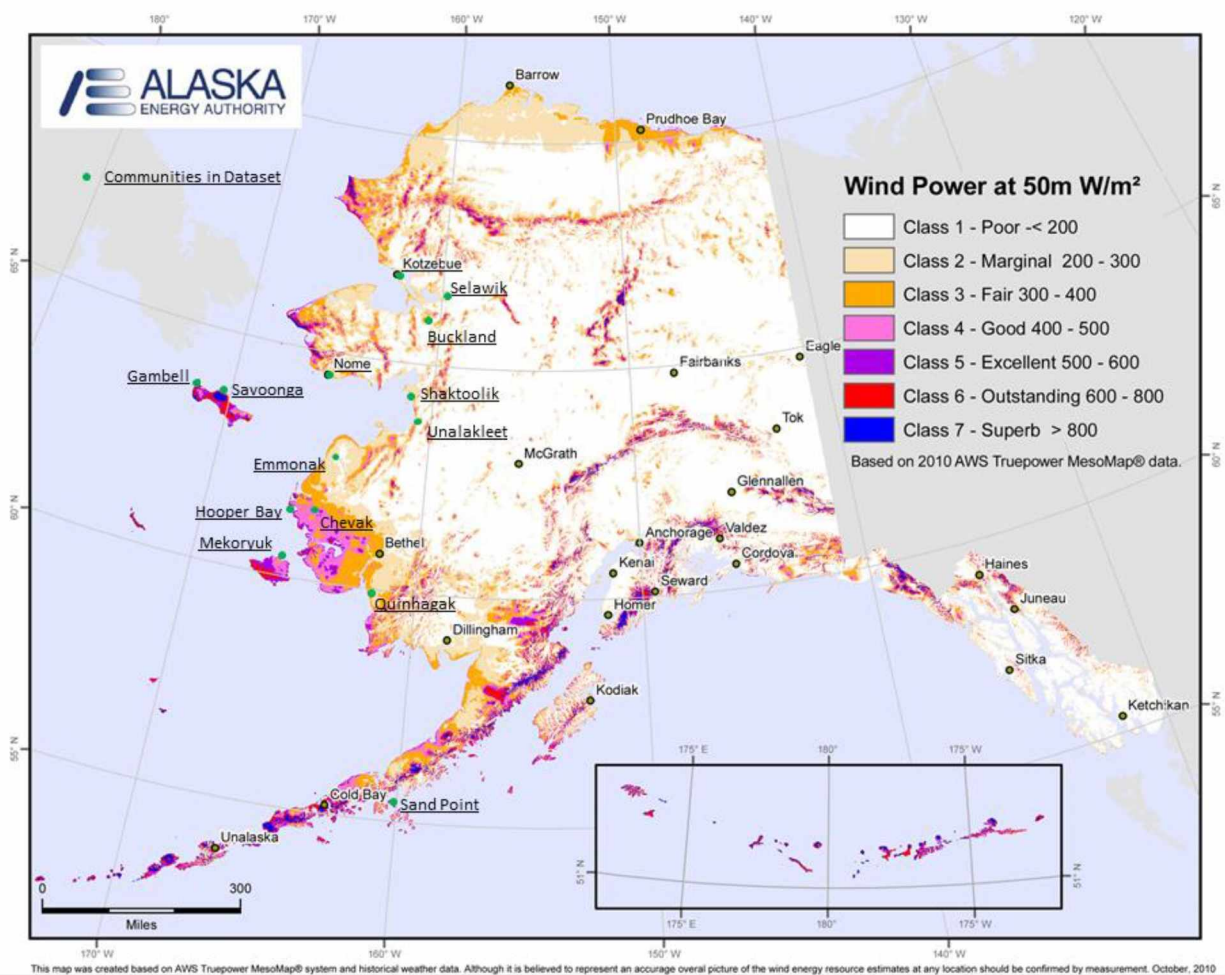 180° 170° W 160° W 150° W 140° W 130° W 120° W
ALASKA
ENERGY AUTHORITY
Barrow
Prudhoe Bay
Communities in Dataset
Wind Power at 50m W/m²
Class 1 - Poor -< 200
Class 2 - Marginal 200 - 300
Class 3 - Fair 300 - 400
Class 4 - Good 400 - 500
Class 5 - Excellent 500 - 600
Class 6 - Outstanding 600 - 800
Class 7 - Superb > 800
Based on 2010 AWS Truepower MesoMap® data.
65° N
65° N
Kotzebue
Selawik
Buckland
Eagle
Fairbanks
Nome
Gambell
Savoonga
Shaktoolik
Unalakleet
Tok
McGrath
Emmonak
Glennallen
60° N
60° N
Hooper Bay
Chevak
Mekoryuk
Bethel
Anchorage
Valdez
Cordova
Kenai
Seward
Haines
Quinhagak
Homer
Juneau
Dillingham
Sitka
Kodiak
Ketchikan
55° N
55° N
175° E 180° 175° W
Cold Bay
Sand Point
Unalaska
51° N
51° N
0 300
Miles
175° E 180° 175° W
170° W 160° W 150° W 140° W
This map was created based on AWS Truepower MesoMap® system and historical weather data. Although it is believed to represent an accurage overal picture of the wind energy resource estimates at any location should be confirmed by measurement. October, 2010